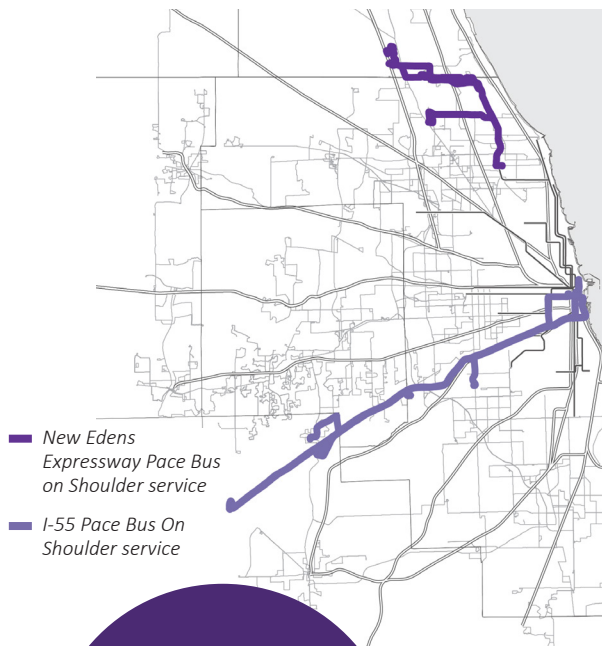 New Edens
Expressway Pace Bus
on Shoulder service
I-55 Pace Bus On
Shoulder service